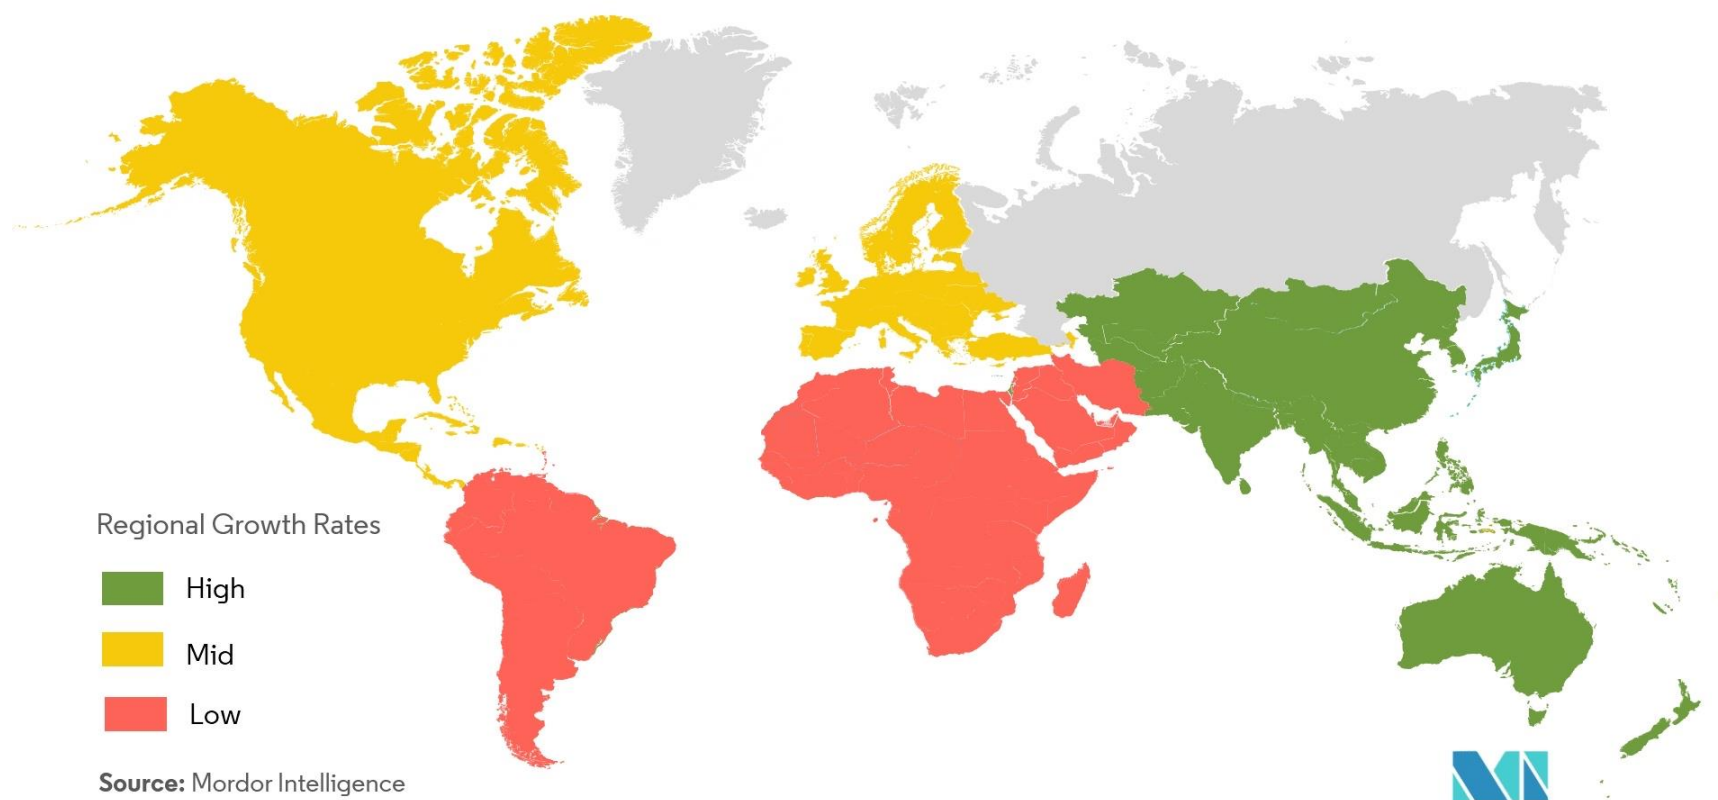 Regional Growth Rates
High
Mid
Low
Source: Mordor Intelligence